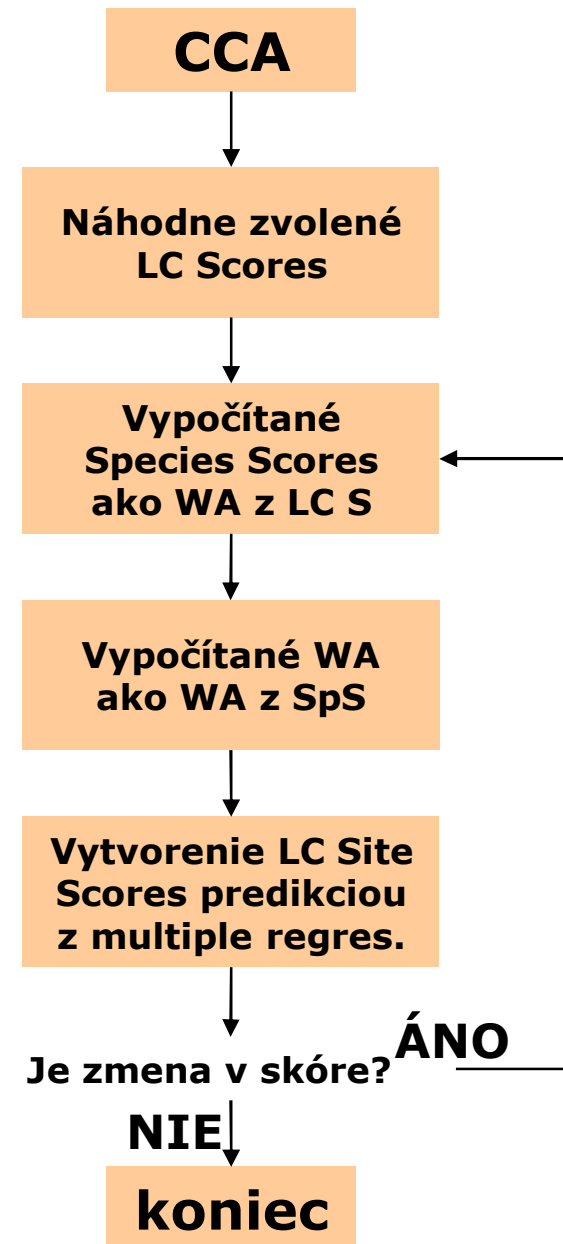 CCA
Náhodne zvolené
LC Scores
Vypočítané
Species Scores
ako WA z LC S
Vypočítané WA
ako WA z SpS
Vytvorenie LC Site
Scores predikciou
z multiple regres.
Je zmena v skóre?
ÁNO
NIE
koniec